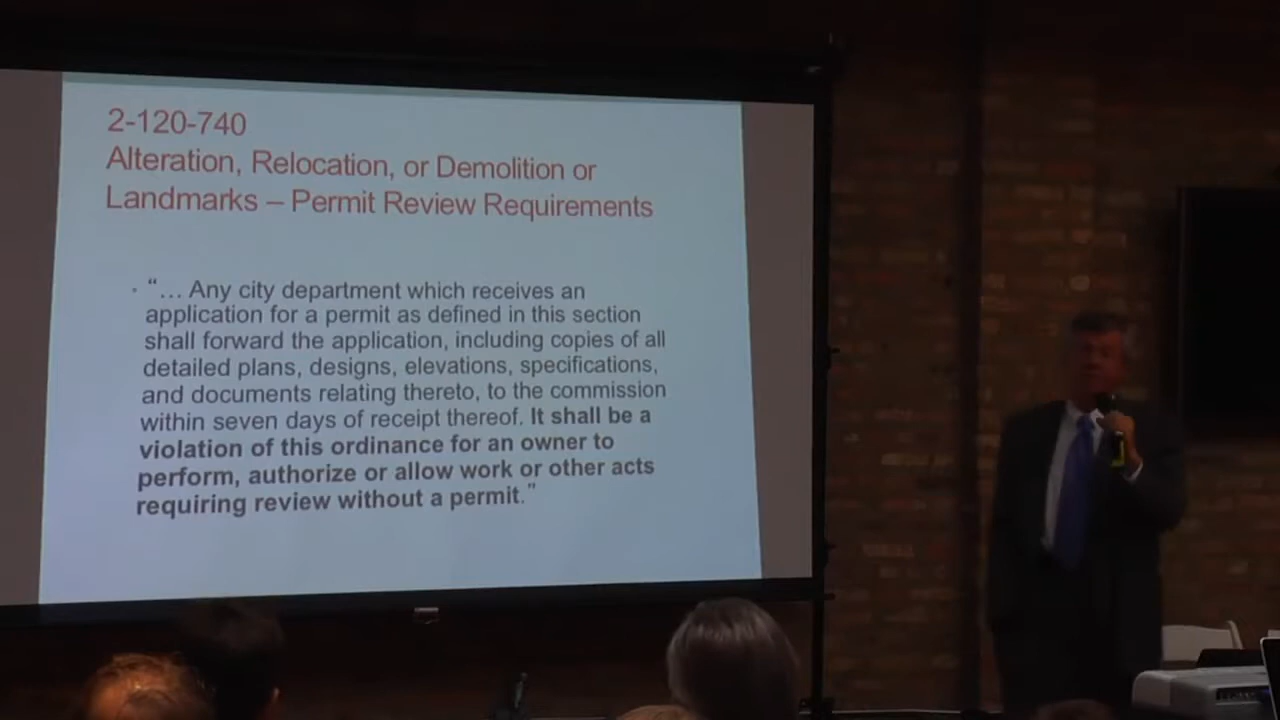 2-120-740
Alteration, Relocation, or Demolition or
Landmarks – Permit Review Requirements
• “… Any city department which receives an
application for a permit as defined in this section
shall forward the application, including copies of all
detailed plans, designs, elevations, specifications,
and documents relating thereto, to the commission
within seven days of receipt thereof. It shall be a
violation of this ordinance for an owner to
perform, authorize or allow work or other acts
requiring review without a permit.”